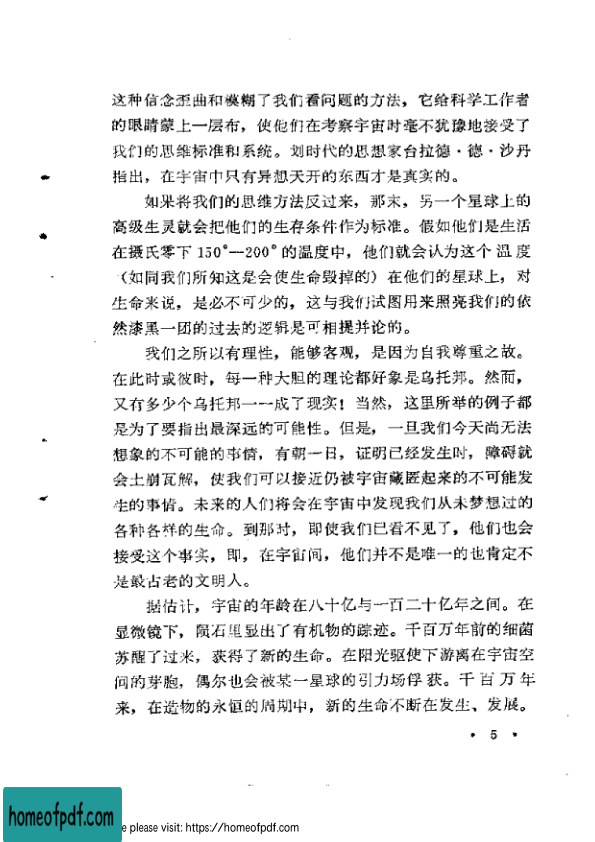 这种信念歪曲和模糊了我们看问题的方法，它给科学工作者
的眼睛蒙上一层布，使他们在考察宇宙时毫不犹豫地接受了
我们的思维标准和系统。划时代的思想家台拉德·德·沙丹
指出，在宇宙中只有异想天开的东西才是真实的。
如果将我们的思维方法反过来，那末，另一个星球上的
高级生灵就会把他们的生存条件作为标准。假如他们是生活
在摄氏零下 150°—200° 的温度中，他们就会认为这个温度
（如同我们所知这是会使生命毁掉的）在他们的星球上，对
生命来说，是必不可少的，这与我们试图用来照亮我们的依
然漆黑一团的过去的逻辑是可相提并论的。
我们之所以有理性，能够客观，是因为自我尊重之故。
在此时或彼时，每一种大胆的理论都好象是乌托邦。然而，
又有多少个乌托邦一一成了现实！当然，这里所举的例子都
是为了要指出最深远的可能性。但是，一旦我们今天尚无法
想象的不可能的事情，有朝一日，证明已经发生时，障碍就
会土崩瓦解，使我们可以接近仍被宇宙藏匿起来的不可能发
生的事情。未来的人们将会在宇宙中发现我们从未梦想过的
各种各样的生命。到那时，即使我们已看不见了，他们也会
接受这个事实，即，在宇宙间，他们并不是唯一的也肯定不
是最古老的文明人。
据估计，宇宙的年龄在八十亿与一百二十亿年之间。在
显微镜下，陨石里显出了有机物的踪迹。千百万年前的细菌
苏醒了过来，获得了新的生命。在阳光驱使下游离在宇宙空
间的芽胞，偶尔也会被某一星球的引力场俘获。千百万年
来，在造物的永恒的周期中，新的生命不断在发生、发展。
· 5 ·
homeofpdf.com
e please visit: https://homeofpdf.com